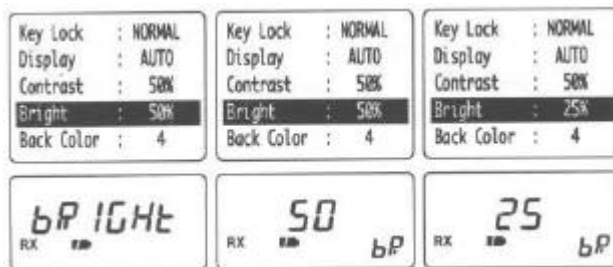 Key Lock : NORMAL
Display : AUTO
Contrast : 50%
Bright : 50%
Back Color : 4
Key Lock : NORMAL
Display : AUTO
Contrast : 50%
Bright : 50%
Back Color : 4
Key Lock : NORMAL
Display : AUTO
Contrast : 50%
Bright : 25%
Back Color : 4
bRIGHt
RX
50
RX bR
25
RX bR